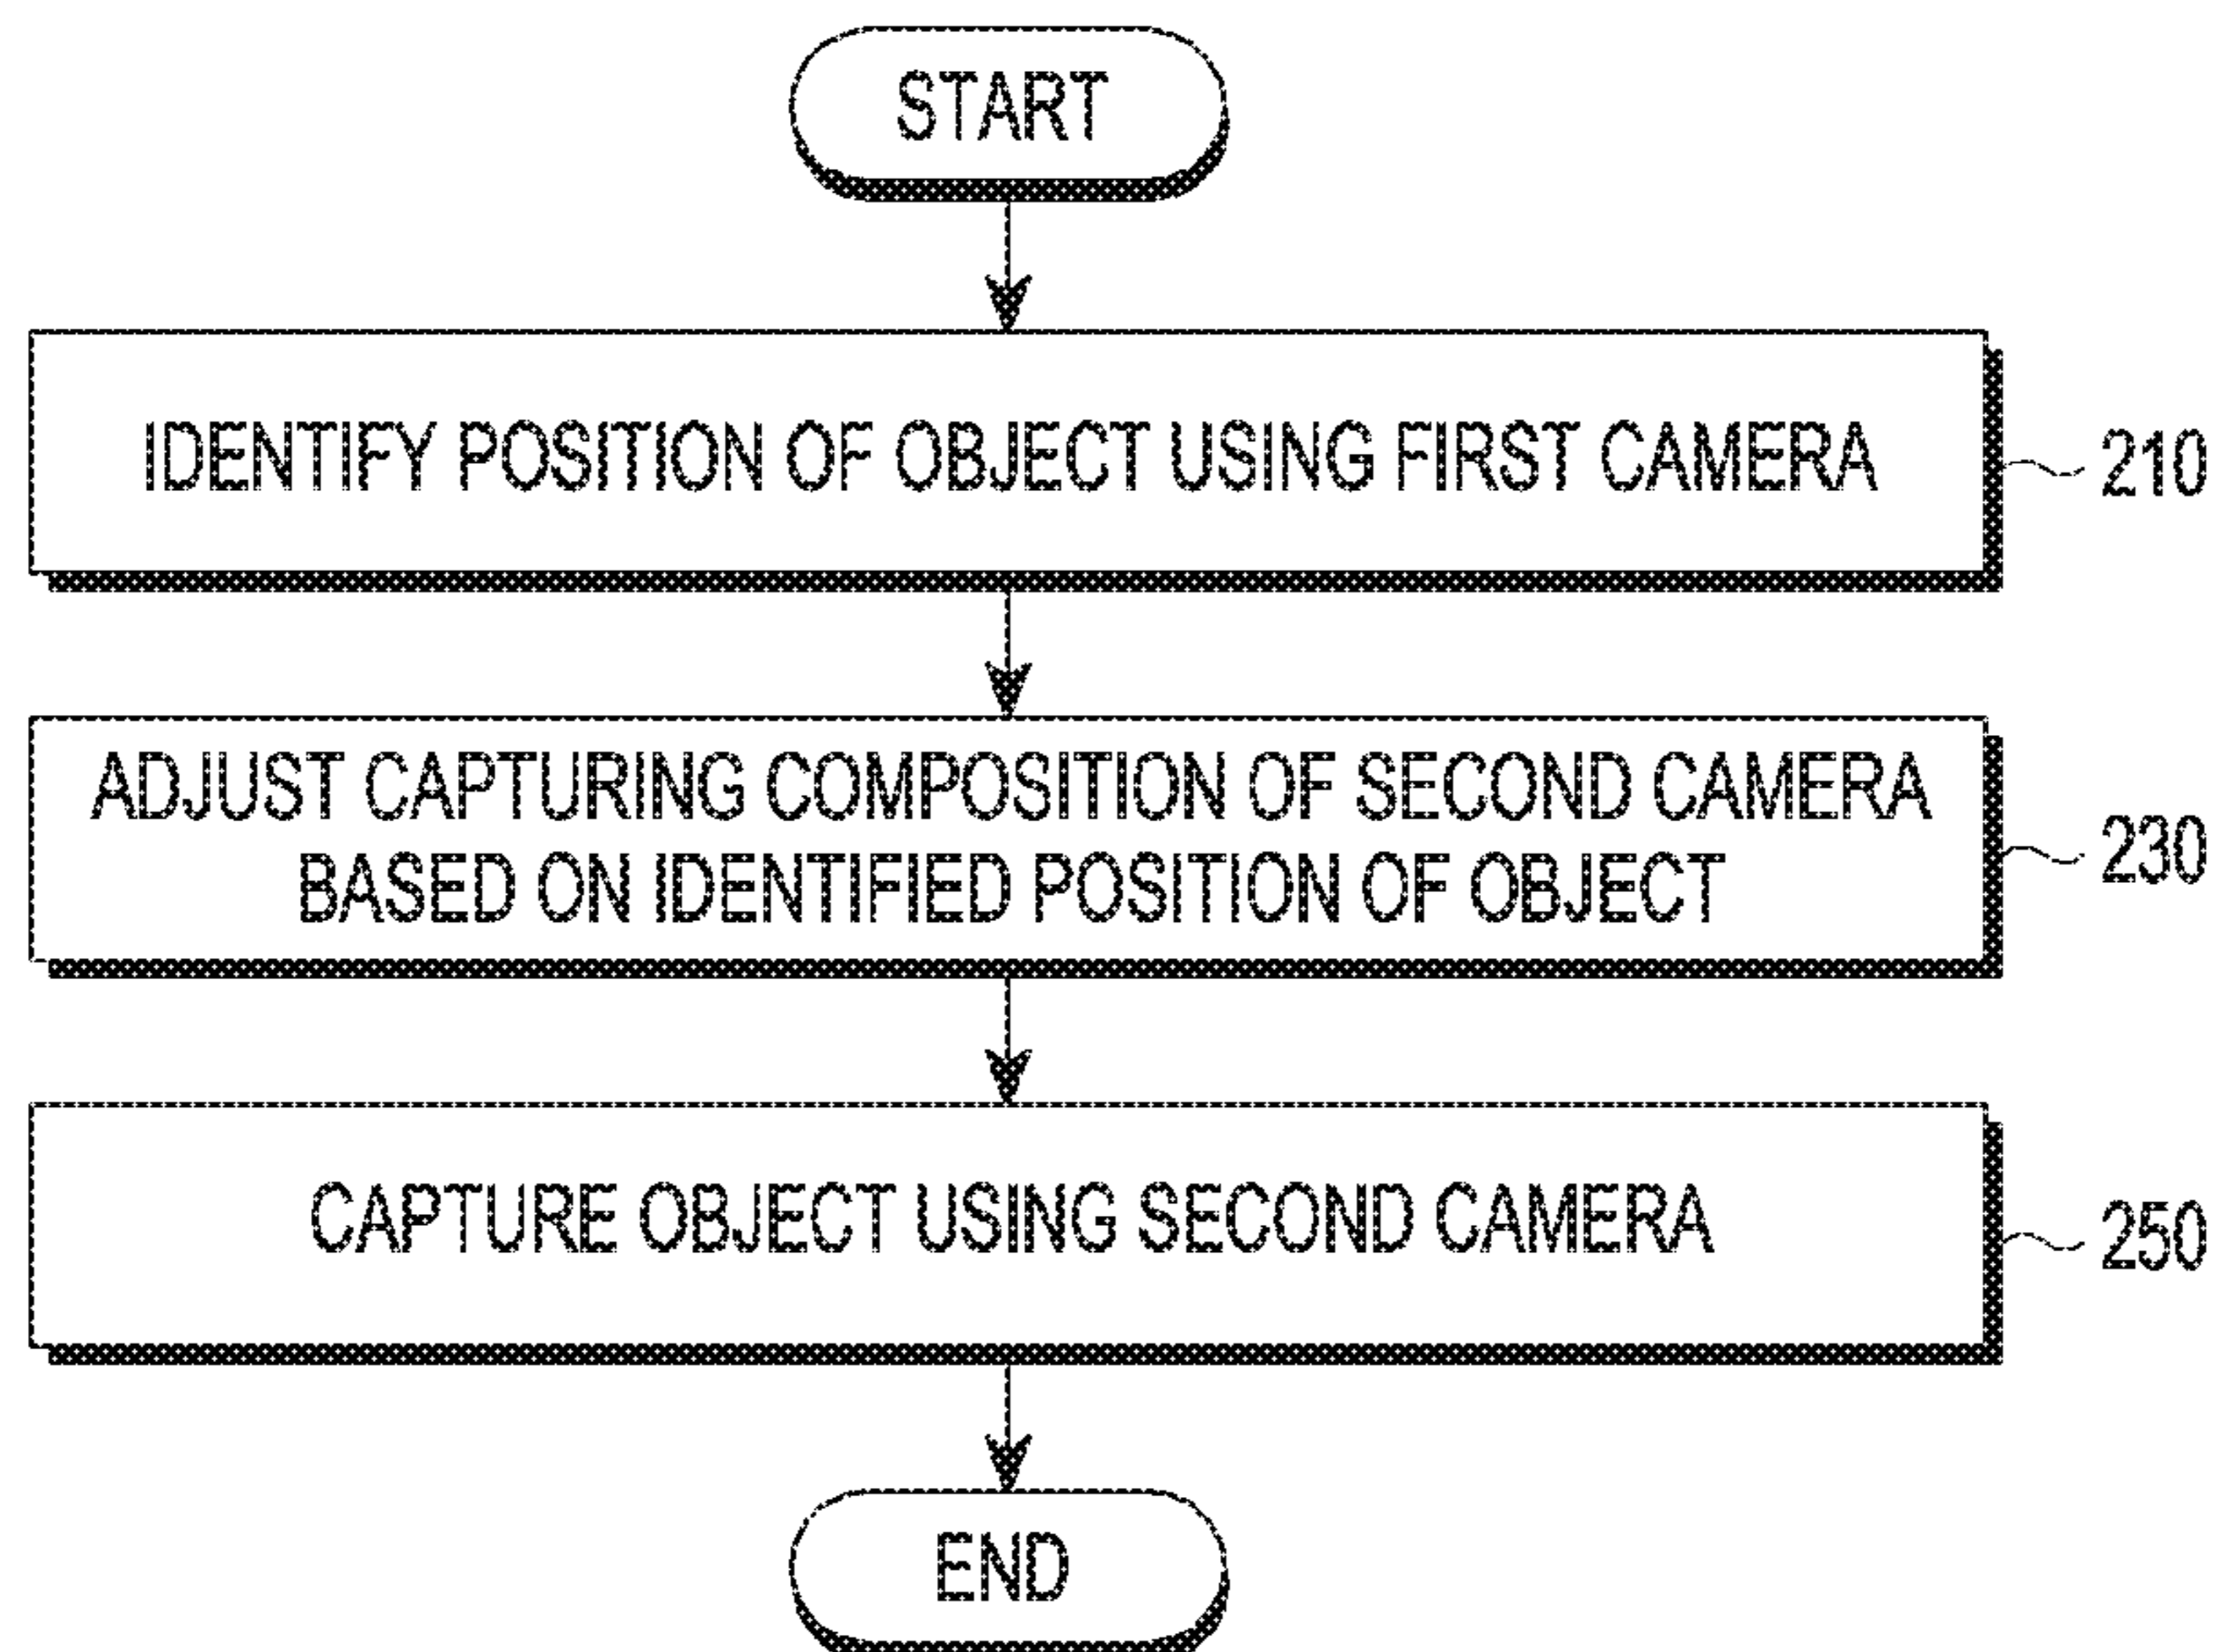 START
IDENTIFY POSITION OF OBJECT USING FIRST CAMERA
210
ADJUST CAPTURING COMPOSITION OF SECOND CAMERA
BASED ON IDENTIFIED POSITION OF OBJECT
230
CAPTURE OBJECT USING SECOND CAMERA
250
END